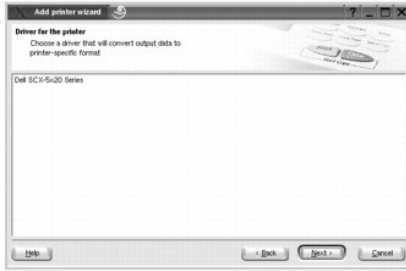 Add printer wizard
Driver for the printer
Choose a driver that will convert output data to
printer-specific format
Dell SCX-5x20 Series
Help
< Back
Next >
Cancel